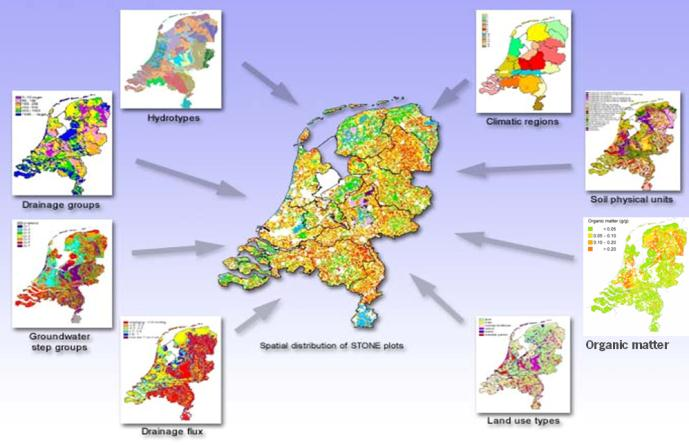 Hydrotypes
Climatic regions
Drainage groups
Soil physical units
Organic matter (g/g)
< 0.05
0.05 - 0.10
0.10 - 0.20
> 0.20
Groundwater
step groups
Spatial distribution of STONE plots
Organic matter
Drainage flux
Land use types